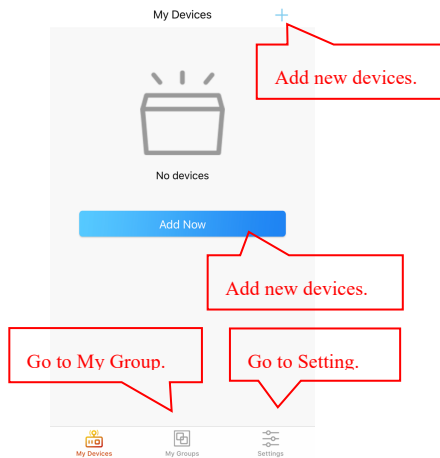 My Devices
+
Add new devices.
No devices
Add Now
Add new devices.
Go to My Group.
Go to Setting.
My Devices
My Groups
Settings